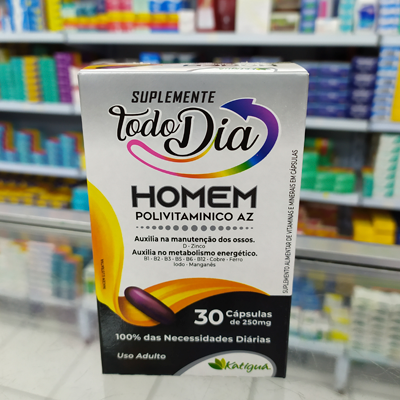 SUPLEMENTE
Todo Dia
HOMEM
POLIVITAMINICO AZ
Auxilia na manutenção dos ossos.
D - Zinco
Auxilia no metabolismo energético.
B1 - B2 - B3 - B5 - B6 - B12 - Cobre - Ferro
Iodo - Manganês
30 Cápsulas
de 250mg
100% das Necessidades Diárias
Uso Adulto
Katiguá
SUPLEMENTO ALIMENTAR DE VITAMINAS E MINERAIS EM CÁPSULAS